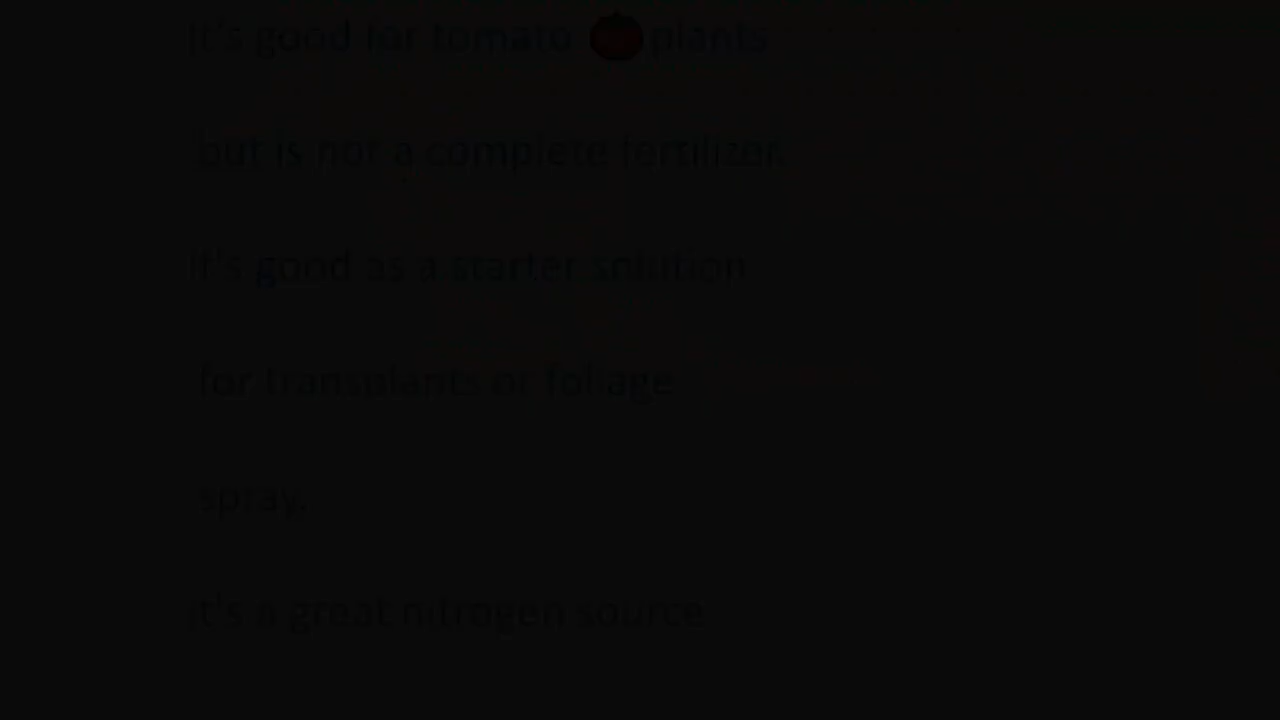 It's good for tomato 🍅 plants
but is not a complete fertilizer.
It's good as a starter solution
for transplants or foliage
spray.
It's a great nitrogen source